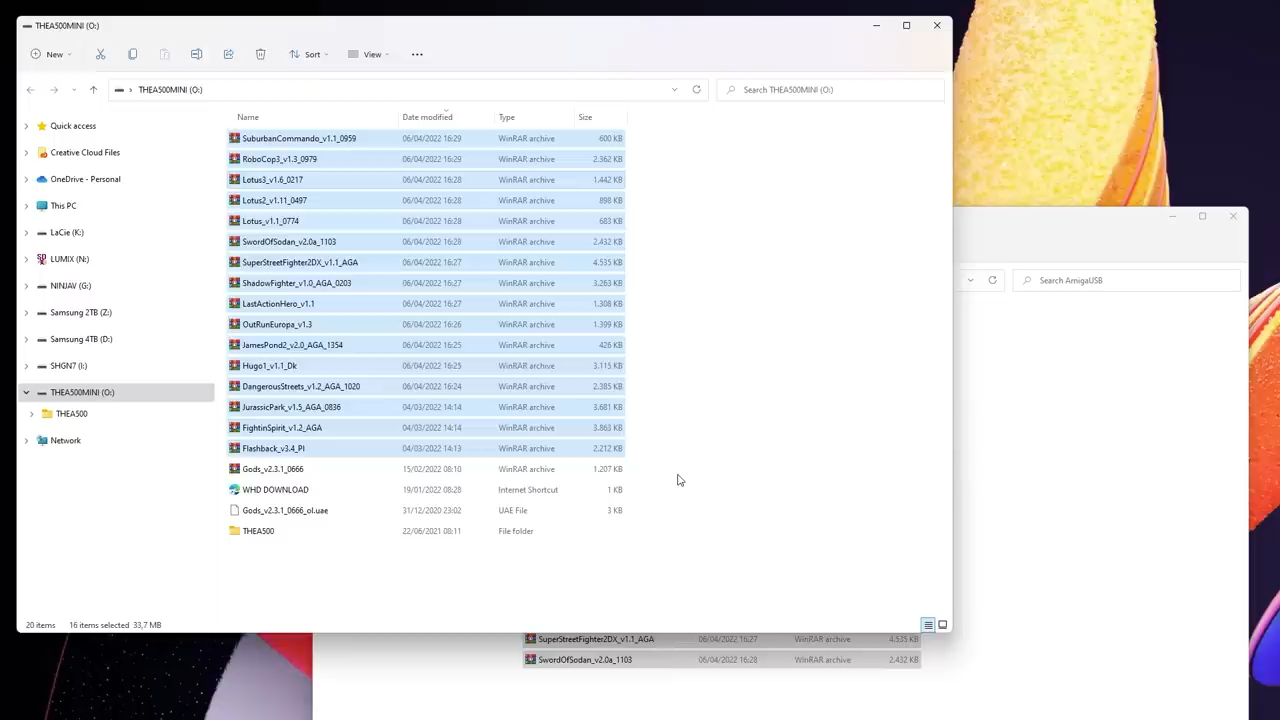 THEA500MINI (O:)
New
Sort
View
THEA500MINI (O:)
Search THEA500MINI (O:)
Quick access
Creative Cloud Files
OneDrive - Personal
This PC
LaCie (K:)
LUMIX (N:)
NINJAV (G:)
Samsung 2TB (Z:)
Samsung 4TB (D:)
SHGN7 (I:)
THEA500MINI (O:)
THEA500
Network
Name Date modified Type Size
SuburbanCommando_v1.1_0959 06/04/2022 16:29 WinRAR archive 600 KB
RoboCop3_v1.3_0979 06/04/2022 16:29 WinRAR archive 2.362 KB
Lotus3_v1.6_0217 06/04/2022 16:28 WinRAR archive 1.442 KB
Lotus2_v1.11_0497 06/04/2022 16:28 WinRAR archive 898 KB
Lotus_v1.1_0774 06/04/2022 16:28 WinRAR archive 683 KB
SwordOfSodan_v2.0a_1103 06/04/2022 16:28 WinRAR archive 2.432 KB
SuperStreetFighter2DX_v1.1_AGA 06/04/2022 16:27 WinRAR archive 4.535 KB
Shadowfighter_v1.0_AGA_2603 06/04/2022 16:27 WinRAR archive 3.263 KB
LastActionHero_v1.1 06/04/2022 16:27 WinRAR archive 1.308 KB
OutRunEuropa_v1.3 06/04/2022 16:26 WinRAR archive 1.399 KB
JamesPond2_v2.0_AGA_1354 06/04/2022 16:25 WinRAR archive 426 KB
Hugo1_v1.1_Dk 06/04/2022 16:25 WinRAR archive 3.115 KB
DangerousStreets_v1.2_AGA_1020 06/04/2022 16:24 WinRAR archive 2.385 KB
JurassicPark_v1.5_AGA_0836 04/03/2022 14:14 WinRAR archive 3.681 KB
FightinSpirit_v1.2_AGA 04/03/2022 14:14 WinRAR archive 3.863 KB
Flashback_v3.4_Pl 04/03/2022 14:13 WinRAR archive 2.212 KB
Gods_v2.3.1_0666 15/02/2022 08:10 WinRAR archive 1.207 KB
WHD DOWNLOAD 19/01/2022 08:28 Internet Shortcut 1 KB
Gods_v2.3.1_0666_ol.uae 31/12/2020 23:02 UAE File 3 KB
THEA500 22/06/2021 08:11 File folder
20 items 16 items selected 33,7 MB
Search AmigaUSB
SuperStreetFighter2DX_v1.1_AGA 06/04/2022 16:27 WinRAR archive 4.535 KB
SwordOfSodan_v2.0a_1103 06/04/2022 16:28 WinRAR archive 2.432 KB